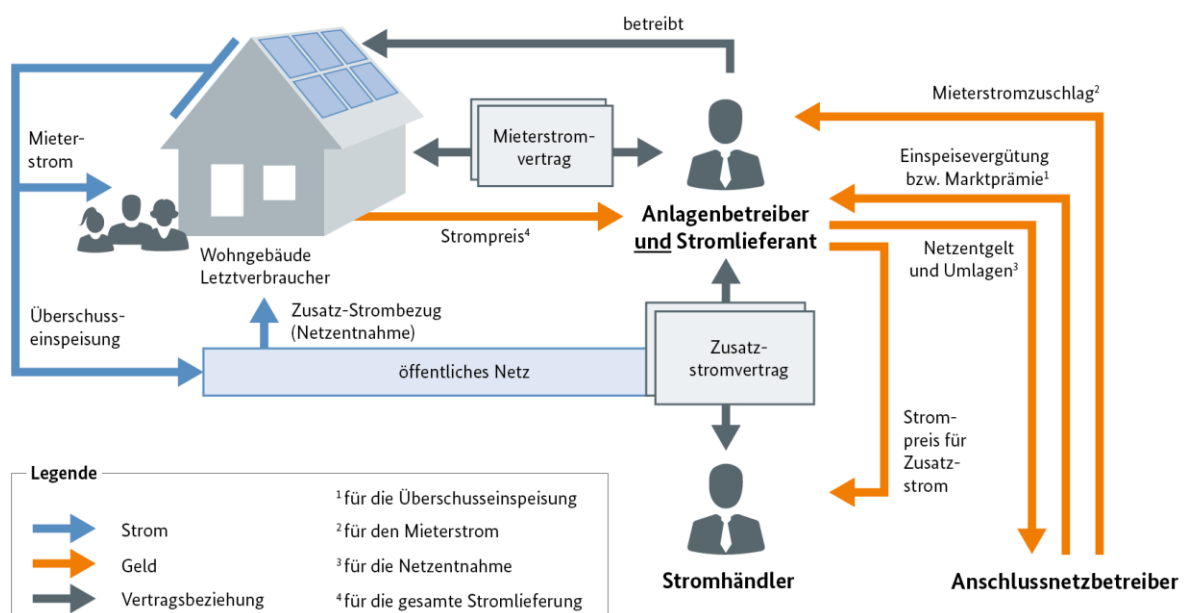 betreibt
Mieterstromzuschlag²
Mieter-
strom
Mieterstrom-
vertrag
Einspeisevergütung
bzw. Marktprämie¹
Anlagenbetreiber
und Stromlieferant
Strompreis⁴
Wohngebäude
Letztverbraucher
Netzentgelt
und Umlagen³
Überschuss-
einspeisung
Zusatz-Strombezug
(Netzentnahme)
öffentliches Netz
Zusatz-
stromvertrag
Strom-
preis für
Zusatz-
strom
Stromhändler
Anschlussnetzbetreiber
Legende
Strom
Geld
Vertragsbeziehung
¹ für die Überschusseinspeisung
² für den Mieterstrom
³ für die Netzentnahme
⁴ für die gesamte Stromlieferung